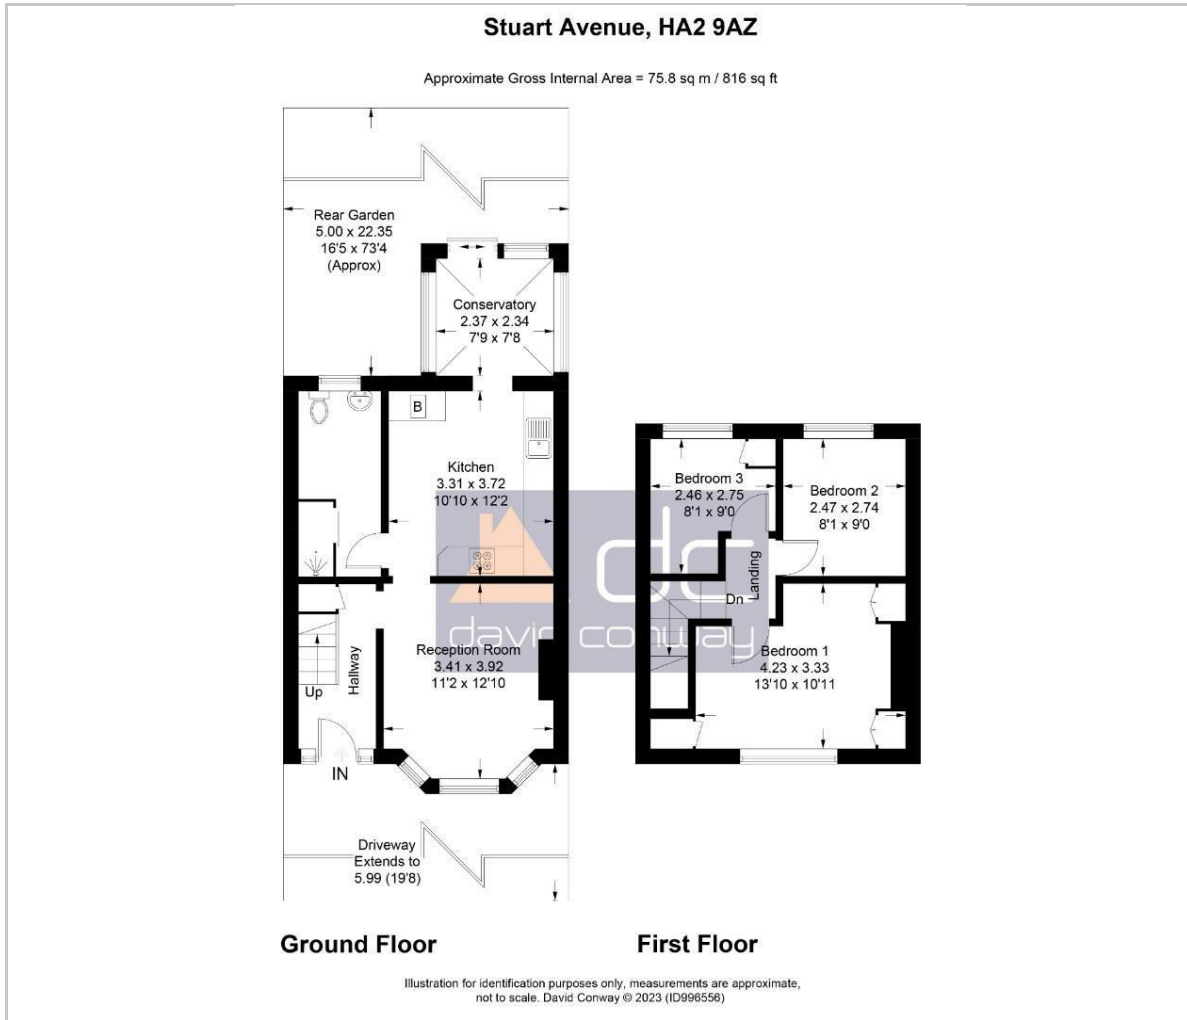 Stuart Avenue, HA2 9AZ
Approximate Gross Internal Area = 75.8 sq m / 816 sq ft
Rear Garden
5.00 x 22.35
16'5 x 73'4
(Approx)
Conservatory
2.37 x 2.34
7'9 x 7'8
B
Kitchen
3.31 x 3.72
10'10 x 12'2
Reception Room
3.41 x 3.92
11'2 x 12'10
Hallway
Up
IN
Driveway
Extends to
5.99 (19'8)
Bedroom 3
2.46 x 2.75
8'1 x 9'0
Bedroom 2
2.47 x 2.74
8'1 x 9'0
Landing
Dn
Bedroom 1
4.23 x 3.33
13'10 x 10'11
dc
david conway
Ground Floor
First Floor
Illustration for identification purposes only, measurements are approximate,
not to scale. David Conway © 2023 (ID996556)